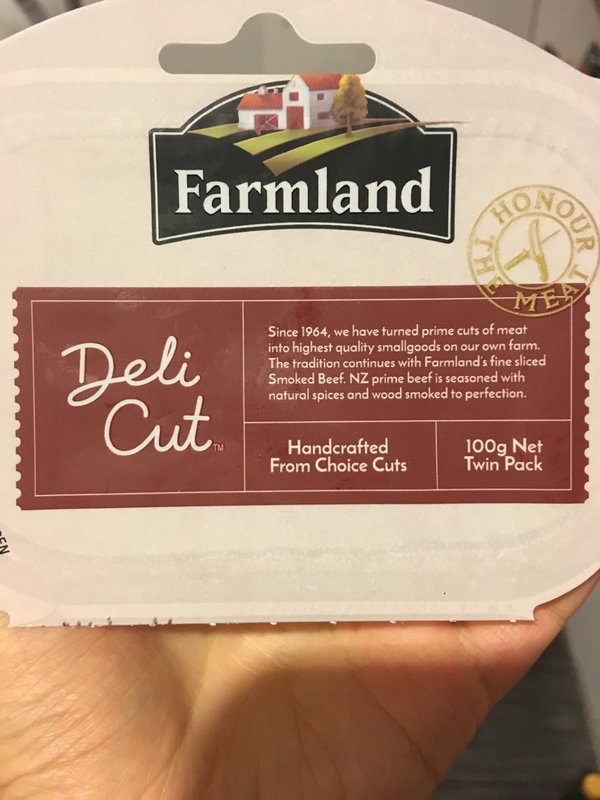 Farmland
THE HONOUR MEAT
Deli
Cut™
Since 1964, we have turned prime cuts of meat
into highest quality smallgoods on our own farm.
The tradition continues with Farmland's fine sliced
Smoked Beef. NZ prime beef is seasoned with
natural spices and wood smoked to perfection.
Handcrafted
From Choice Cuts
100g Net
Twin Pack